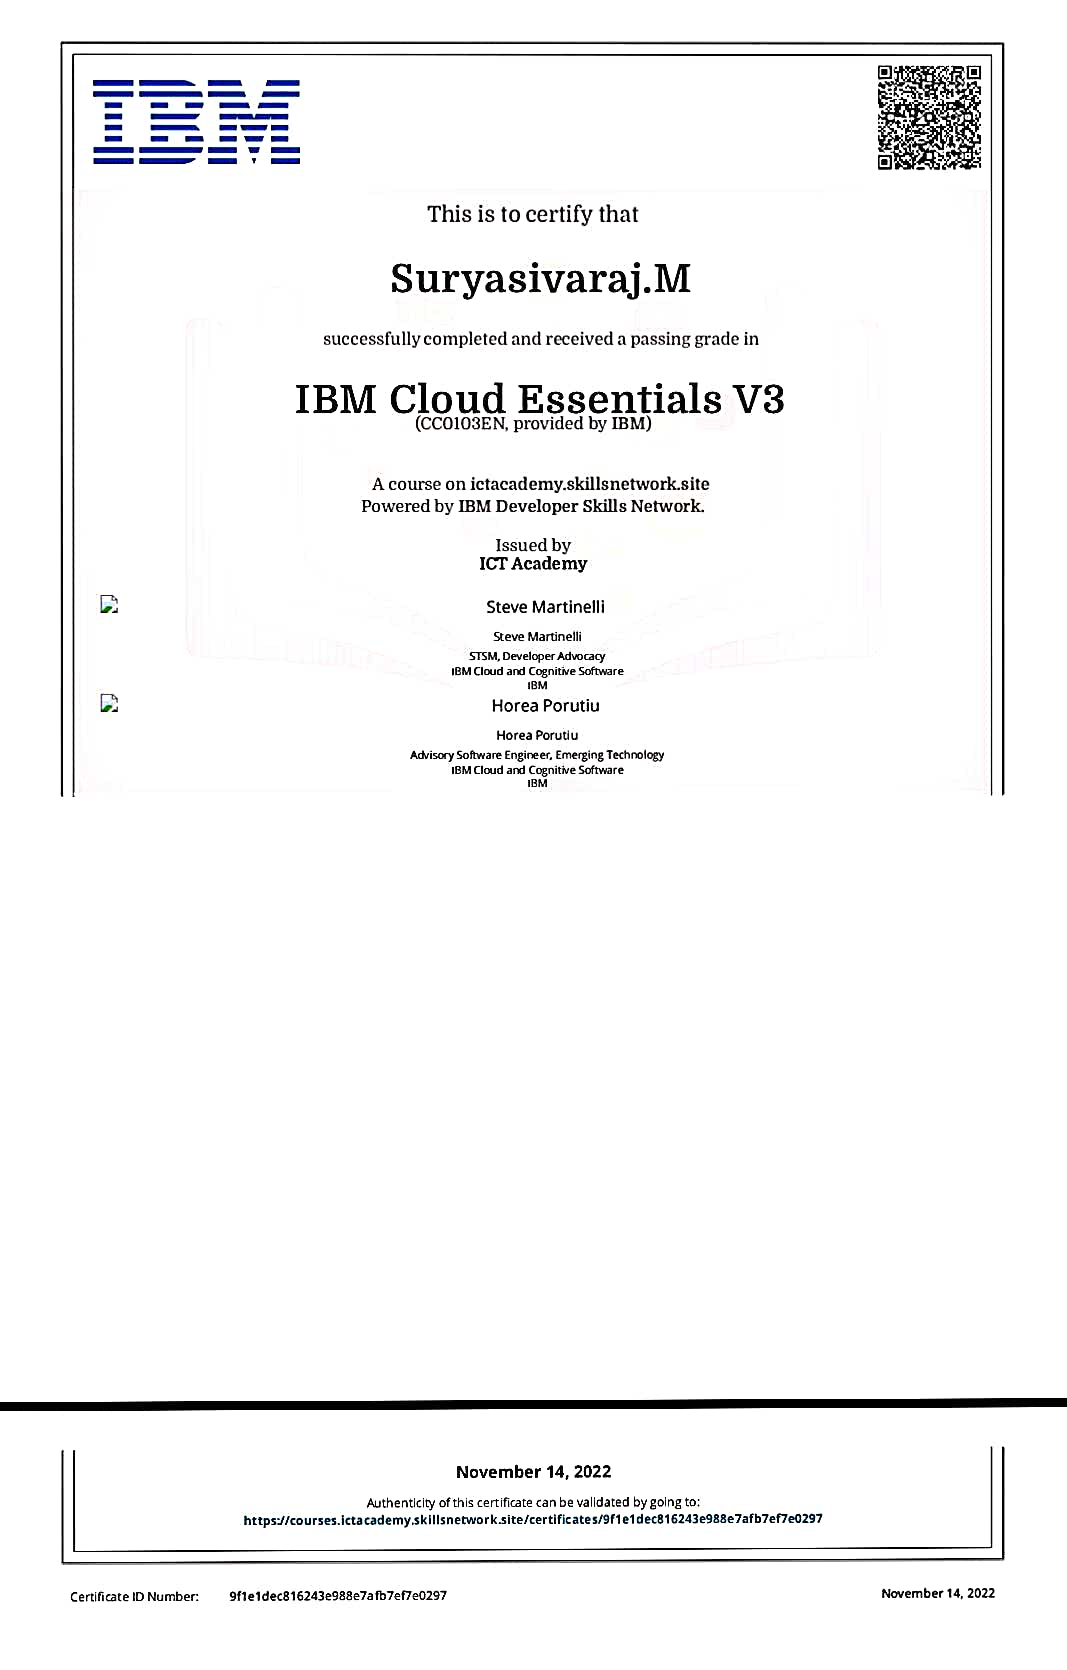 IBM
This is to certify that
Suryasivaraj.M
successfully completed and received a passing grade in
IBM Cloud Essentials V3
(CC0103EN, provided by IBM)
A course on ictacademy.skillsnetwork.site
Powered by IBM Developer Skills Network.
Issued by
ICT Academy
Steve Martinelli
Steve Martinelli
STSM, Developer Advocacy
IBM Cloud and Cognitive Software
IBM
Horea Porutiu
Horea Porutiu
Advisory Software Engineer, Emerging Technology
IBM Cloud and Cognitive Software
IBM
November 14, 2022
Authenticity of this certificate can be validated by going to:
https://courses.ictacademy.skillsnetwork.site/certificates/9f1e1dec816243e988e7afb7ef7e0297
Certificate ID Number: 9f1e1dec816243e988e7afb7ef7e0297 November 14, 2022